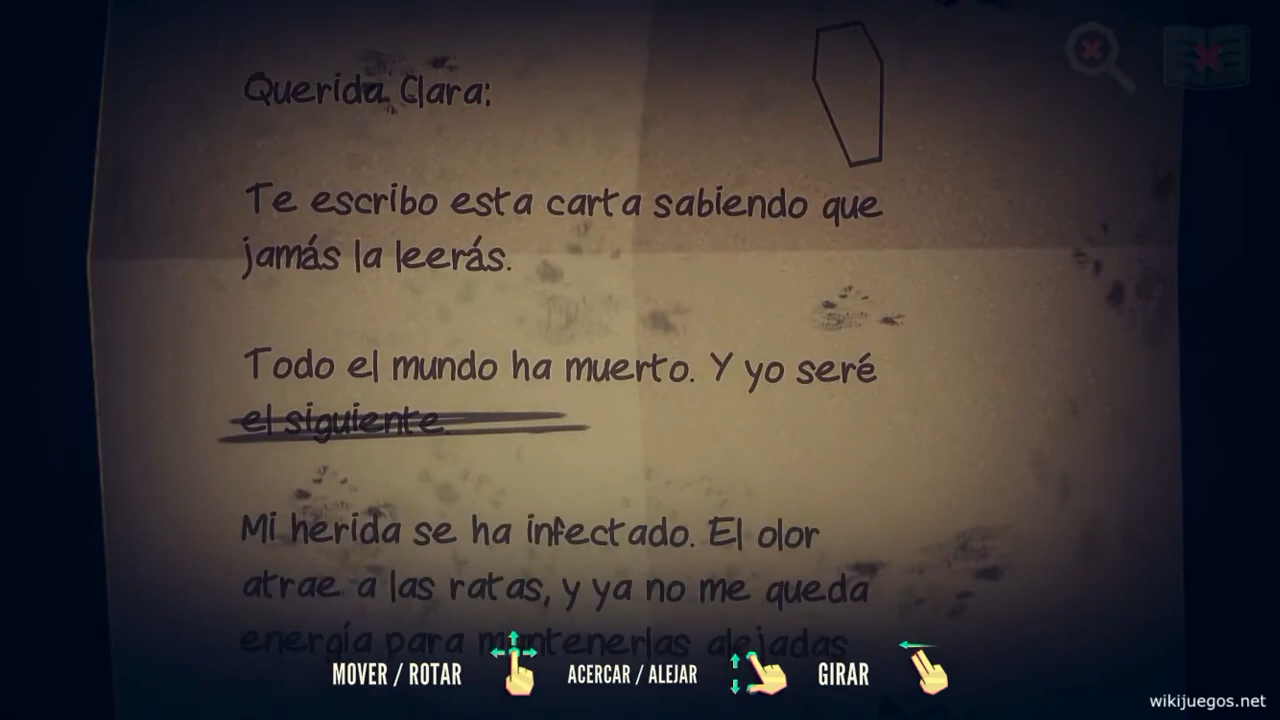 Querida Clara:
Te escribo esta carta sabiendo que
jamás la leerás.
Todo el mundo ha muerto. Y yo seré
el siguiente.
Mi herida se ha infectado. El olor
atrae a las ratas, y ya no me queda
energía para mantenerlas alejadas
MOVER / ROTAR ACERCAR / ALEJAR GIRAR
wikijuegos.net